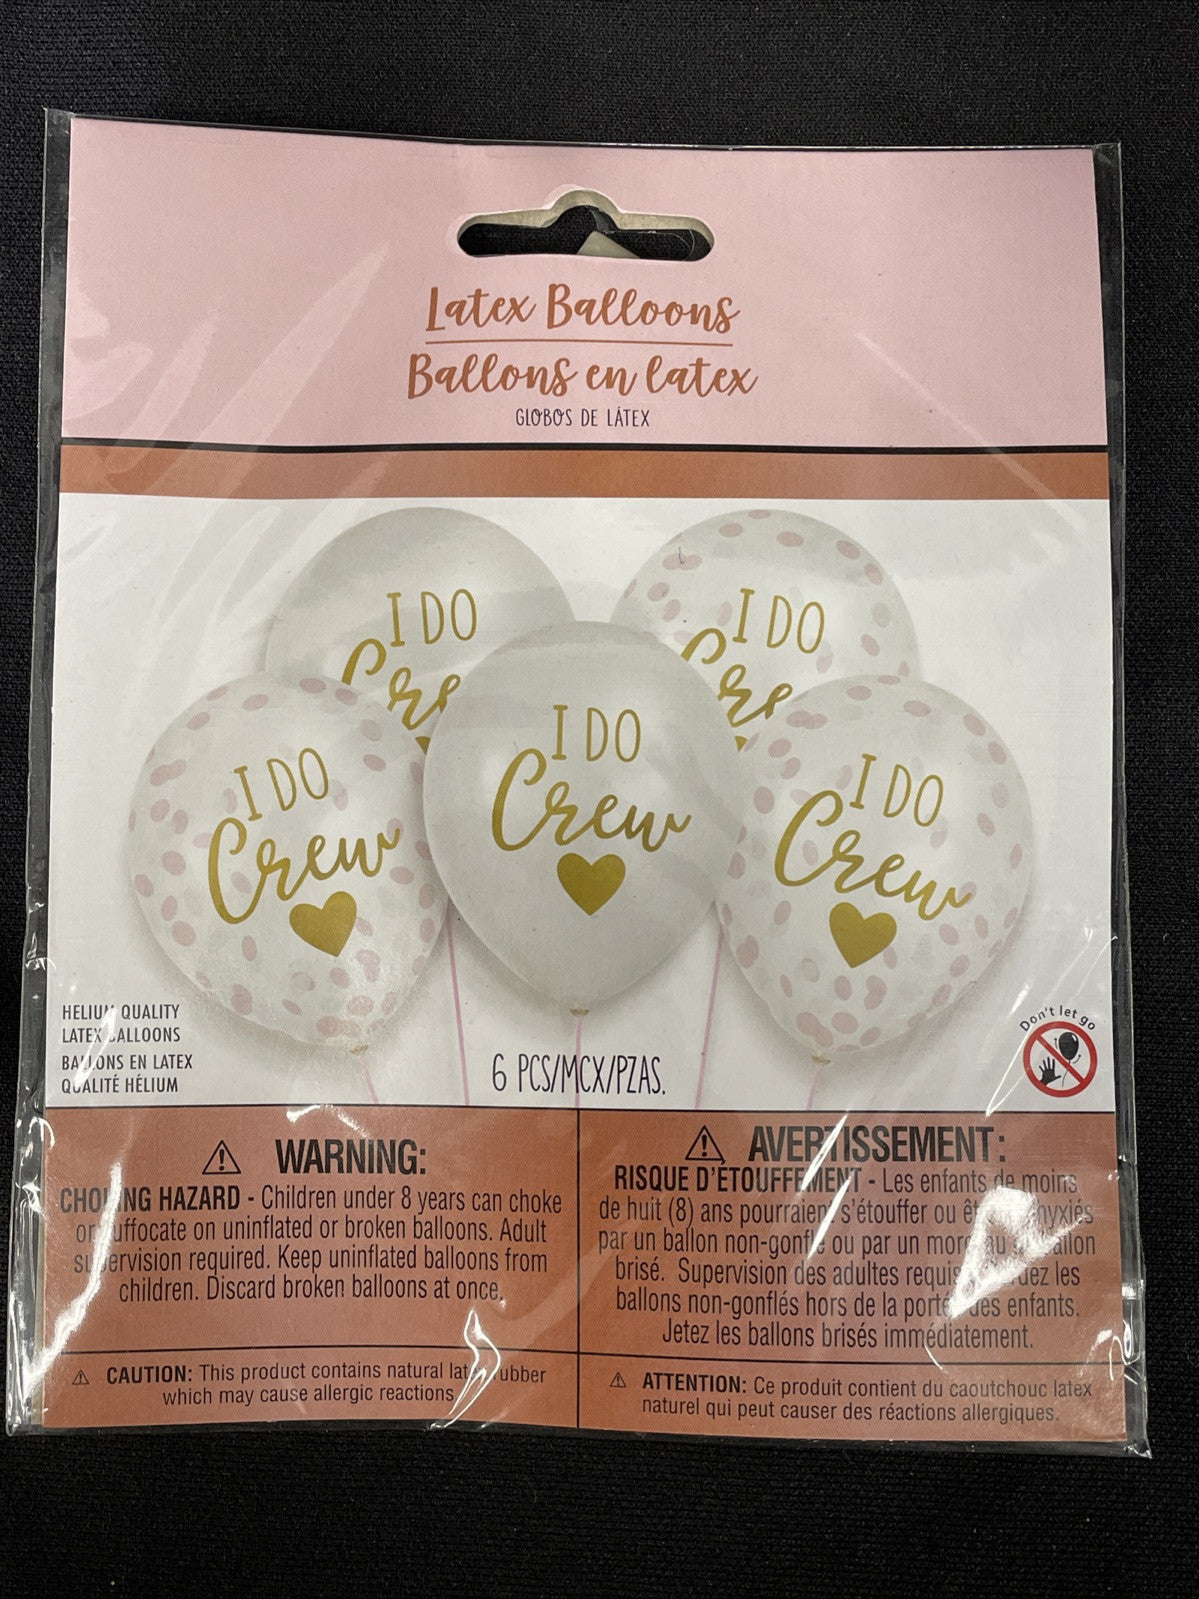 Latex Balloons
Ballons en latex
GLOBOS DE LÁTEX
I DO
I DO
I DO
Crew
I DO
Crew
I DO
Crew
HELIUM QUALITY
LATEX BALLOONS
BALLONS EN LATEX
QUALITÉ HÉLIUM
6 PCS/MCX/PZAS.
Don't let go
WARNING:
CHOKING HAZARD - Children under 8 years can choke
or suffocate on uninflated or broken balloons. Adult
supervision required. Keep uninflated balloons from
children. Discard broken balloons at once.
CAUTION: This product contains natural latex rubber
which may cause allergic reactions
AVERTISSEMENT:
RISQUE D'ÉTOUFFEMENT - Les enfants de moins
de huit (8) ans pourraient s'étouffer ou
par un ballon non-gonflé ou par un ballon
brisé. Supervision des adultes les
ballons non-gonflés hors de la portée des enfants.
Jetez les ballons brisés immédiatement.
ATTENTION: Ce produit contient du caoutchouc latex
naturel qui peut causer des réactions allergiques.